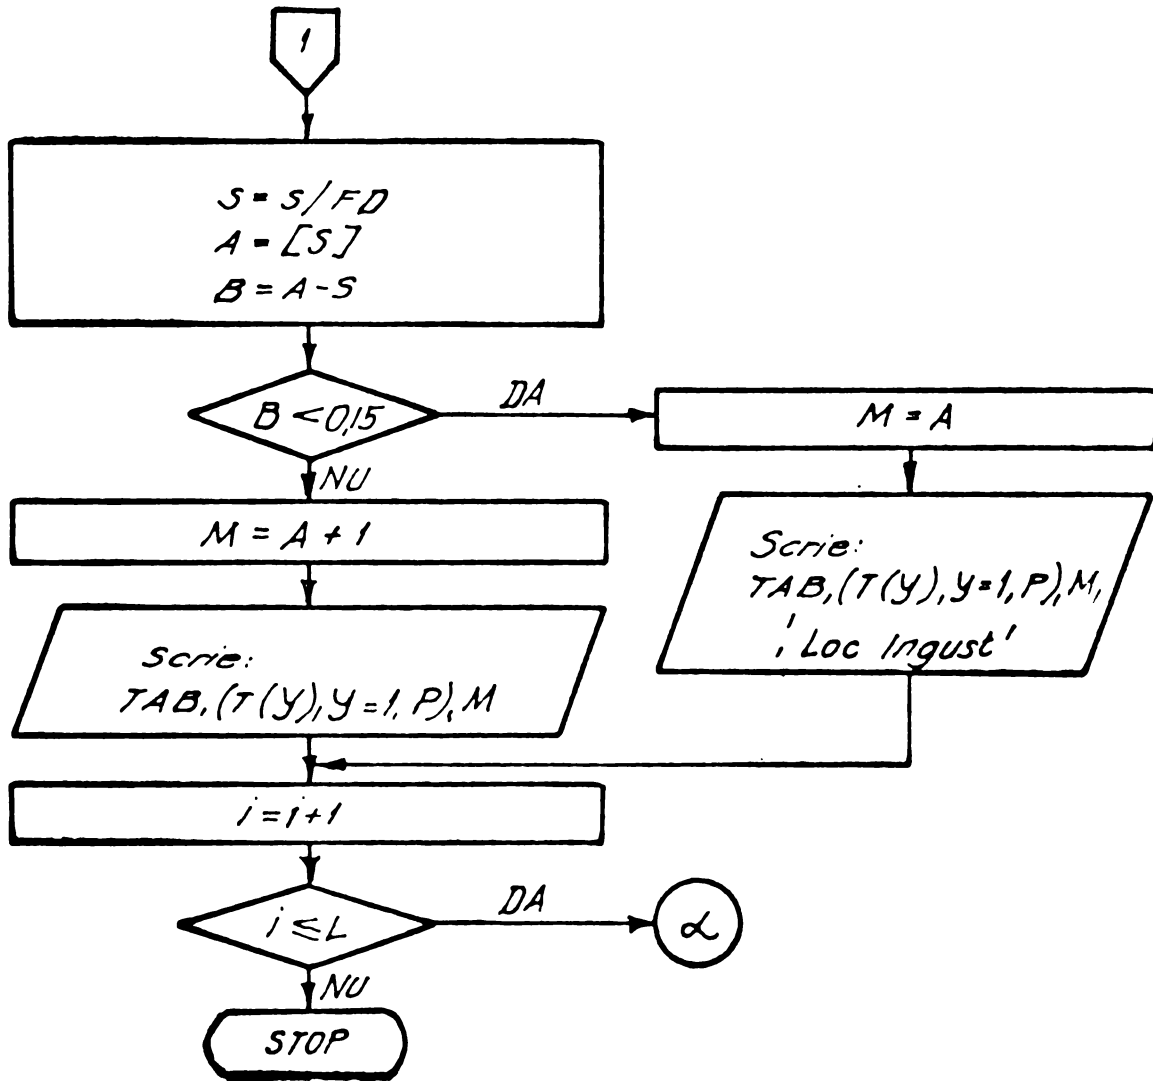 1
S = S/FD
A = [S]
B = A-S
B < 0,15
DA
M = A
NU
M = A + 1
Scrie:
TAB, (T(Y), Y=1, P), M,
'Loc Ingust'
Scrie:
TAB, (T(Y), Y=1, P), M
i = i+1
i ≤ L
DA
α
NU
STOP